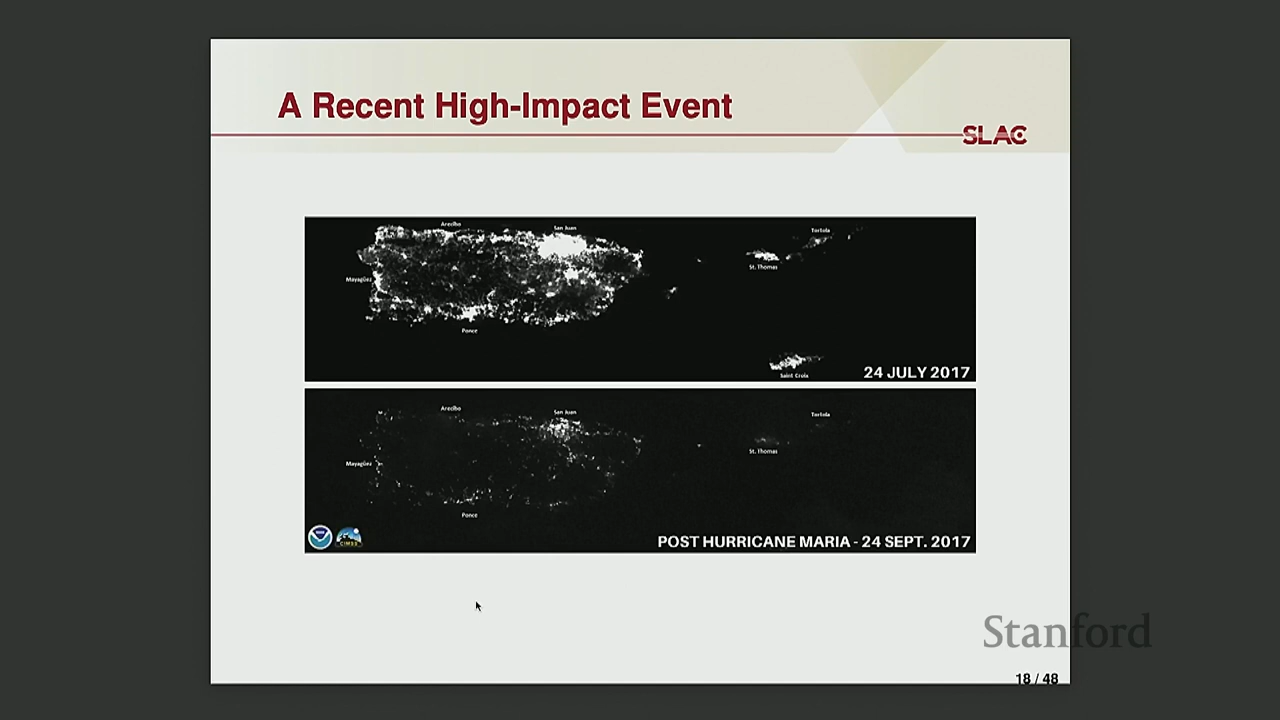 A Recent High-Impact Event
SLAC
Arecibo
San Juan
Tortola
St. Thomas
Mayagüez
Ponce
Saint Croix
24 JULY 2017
Arecibo
San Juan
Tortola
St. Thomas
Mayagüez
Ponce
CIMSS
POST HURRICANE MARIA - 24 SEPT. 2017
Stanford
18 / 48